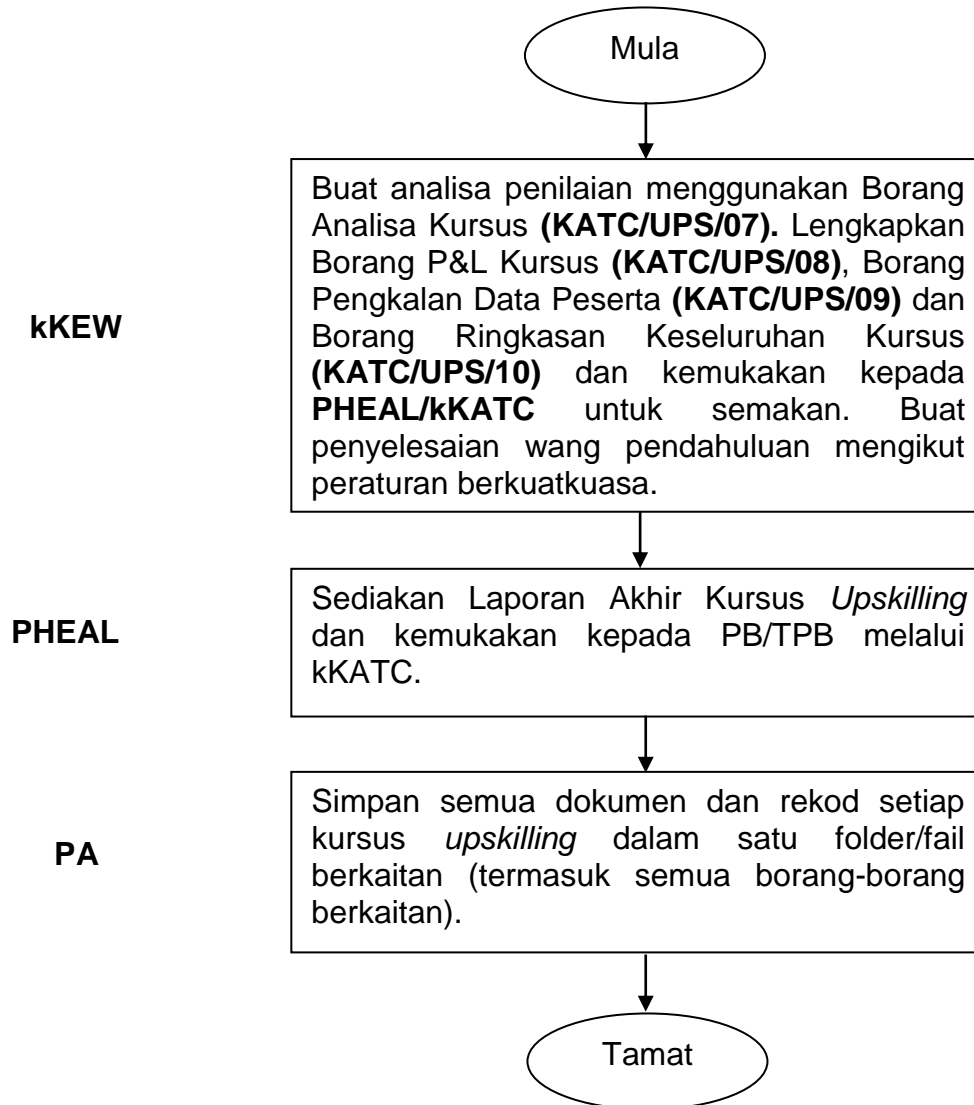 Mula
Buat analisa penilaian menggunakan Borang
Analisa Kursus (KATC/UPS/07). Lengkapkan
Borang P&L Kursus (KATC/UPS/08), Borang
Pengkalan Data Peserta (KATC/UPS/09) dan
kKEW
Borang Ringkasan Keseluruhan Kursus
(KATC/UPS/10) dan kemukakan kepada
PHEAL/kKATC untuk semakan. Buat
penyelesaian wang pendahuluan mengikut
peraturan berkuatkuasa.
PHEAL
Sediakan Laporan Akhir Kursus Upskilling
dan kemukakan kepada PB/TPB melalui
kKATC.
PA
Simpan semua dokumen dan rekod setiap
kursus upskilling dalam satu folder/fail
berkaitan (termasuk semua borang-borang
berkaitan).
Tamat